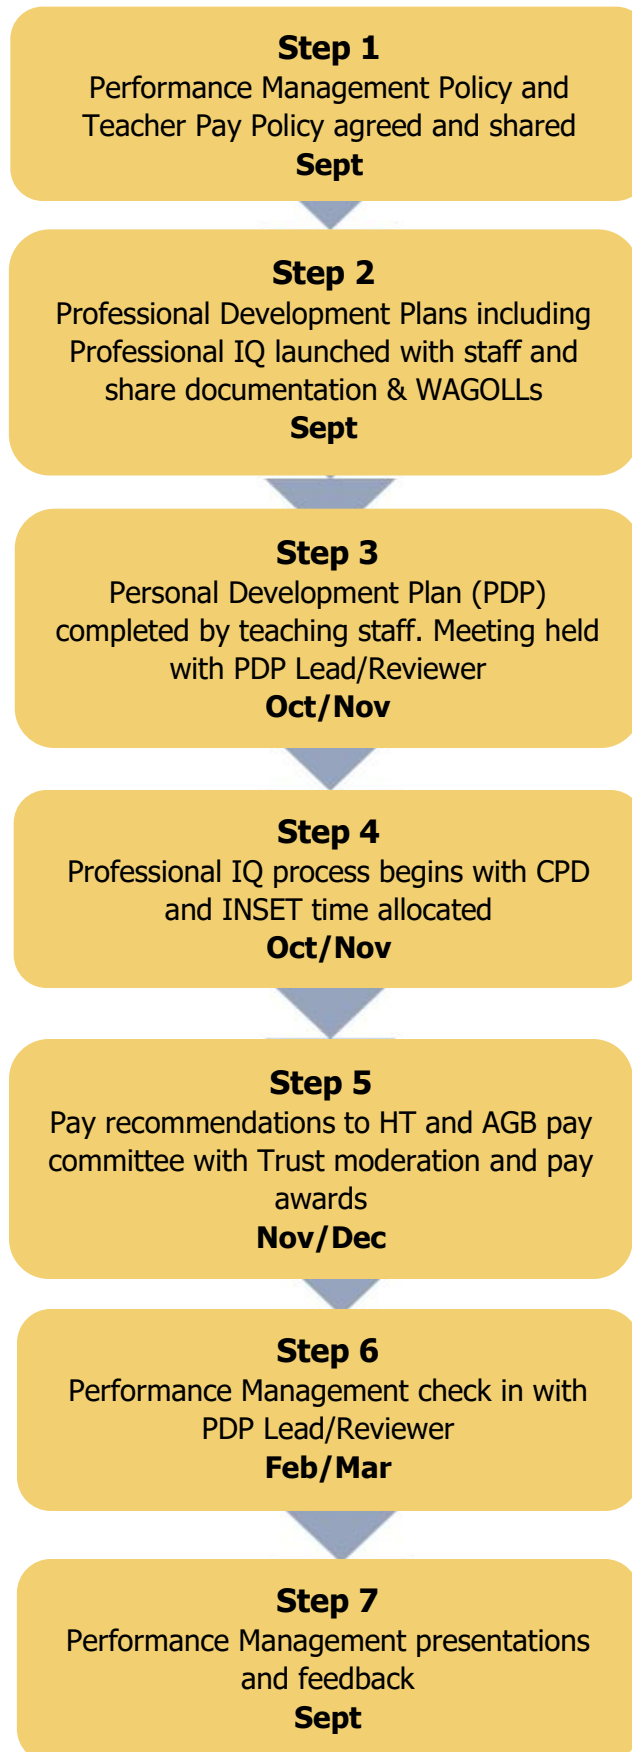 Step 1
Performance Management Policy and
Teacher Pay Policy agreed and shared
Sept
Step 2
Professional Development Plans including
Professional IQ launched with staff and
share documentation & WAGOLLs
Sept
Step 3
Personal Development Plan (PDP)
completed by teaching staff. Meeting held
with PDP Lead/Reviewer
Oct/Nov
Step 4
Professional IQ process begins with CPD
and INSET time allocated
Oct/Nov
Step 5
Pay recommendations to HT and AGB pay
committee with Trust moderation and pay
awards
Nov/Dec
Step 6
Performance Management check in with
PDP Lead/Reviewer
Feb/Mar
Step 7
Performance Management presentations
and feedback
Sept